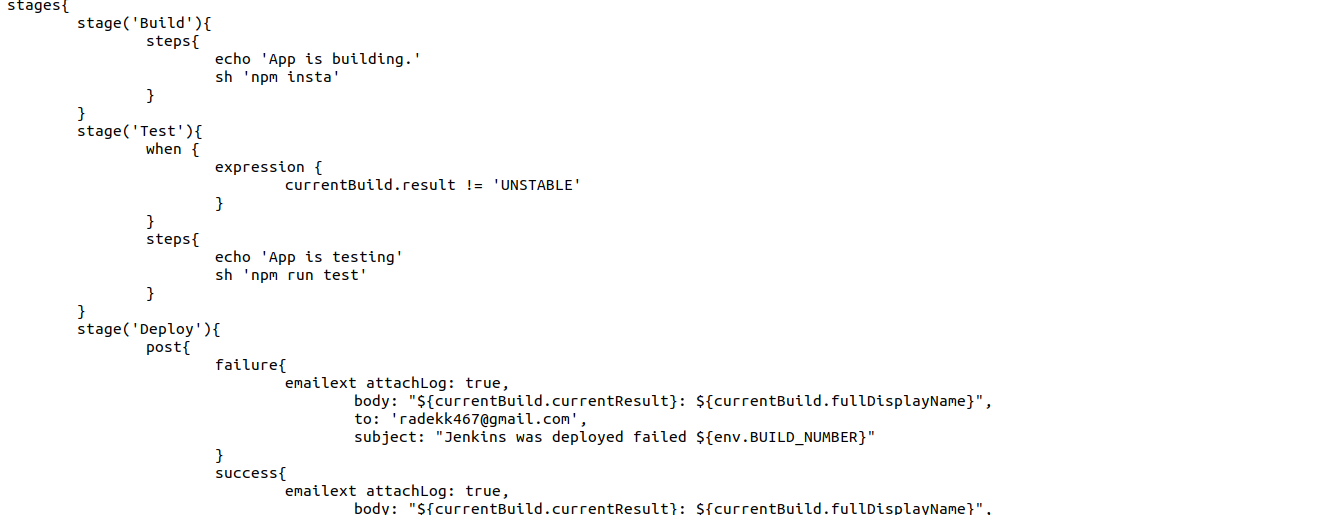 stages{
stage('Build'){
steps{
echo 'App is building.'
sh 'npm insta'
}
}
stage('Test'){
when {
expression {
currentBuild.result != 'UNSTABLE'
}
}
steps{
echo 'App is testing'
sh 'npm run test'
}
}
stage('Deploy'){
post{
failure{
emailext attachLog: true,
body: "${currentBuild.currentResult}: ${currentBuild.fullDisplayName}",
to: 'radekk467@gmail.com',
subject: "Jenkins was deployed failed ${env.BUILD_NUMBER}"
}
success{
emailext attachLog: true,
body: "${currentBuild.currentResult}: ${currentBuild.fullDisplayName}",